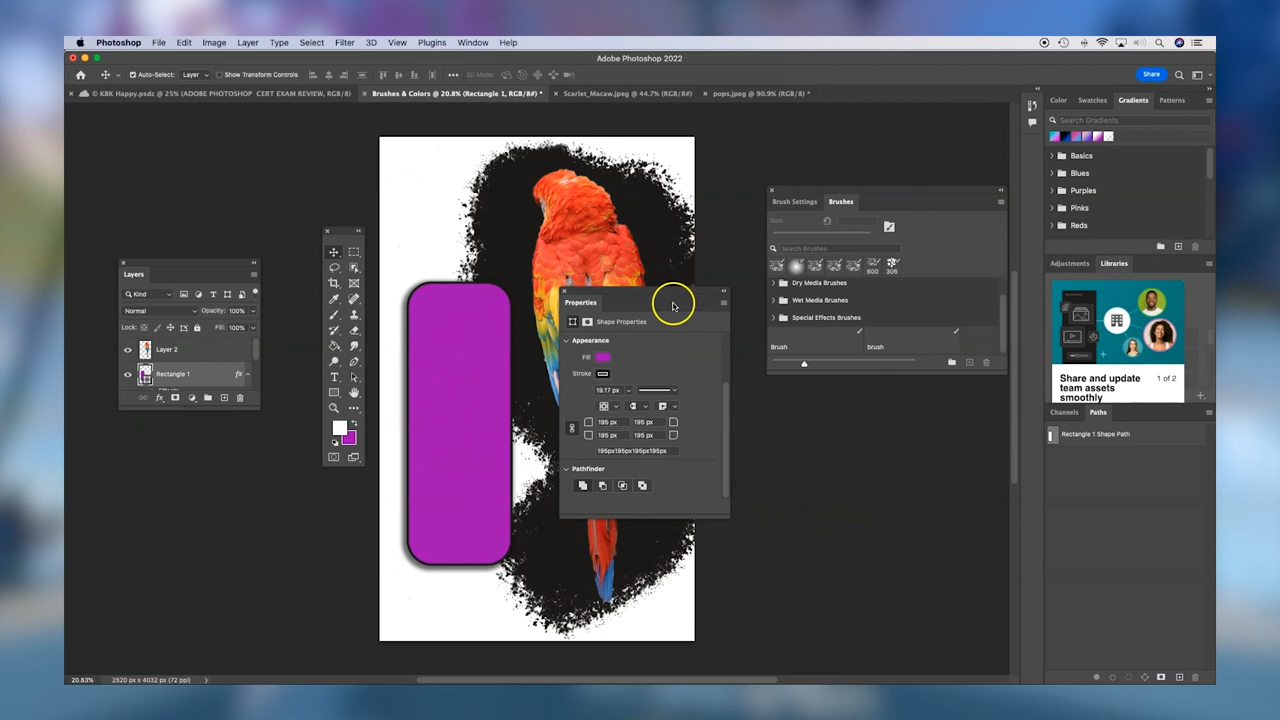 Photoshop File Edit Image Layer Type Select Filter 3D View Plugins Window Help
Adobe Photoshop 2022
Auto-Select: Layer Show Transform Controls 3D Mode: Share
© KBK Happy.psdc @ 25% (ADOBE PHOTOSHOP CERT EXAM REVIEW, RGB/8) Brushes & Colors @ 20.8% (Rectangle 1, RGB/8#) * Scarlet_Macaw.jpeg @ 44.7% (RGB/8#) pops.jpeg @ 90.9% (RGB/8) *
Layers
Kind
Normal Opacity: 100%
Lock: Fill: 100%
Layer 2
Rectangle 1 fx
Effects
Properties
Shape Properties
Appearance
Fill
Stroke
19.17 px
195 px 195 px
195 px 195 px
195px195px195px195px
Pathfinder
Brush Settings Brushes
Size:
Search Brushes
600 306
Dry Media Brushes
Wet Media Brushes
Special Effects Brushes
Brush brush
Color Swatches Gradients Patterns
Search Gradients
Basics
Blues
Purples
Pinks
Reds
Adjustments Libraries
Share and update
team assets
smoothly
1 of 2
Channels Paths
Rectangle 1 Shape Path
20.83% 2520 px x 4032 px (72 ppi)